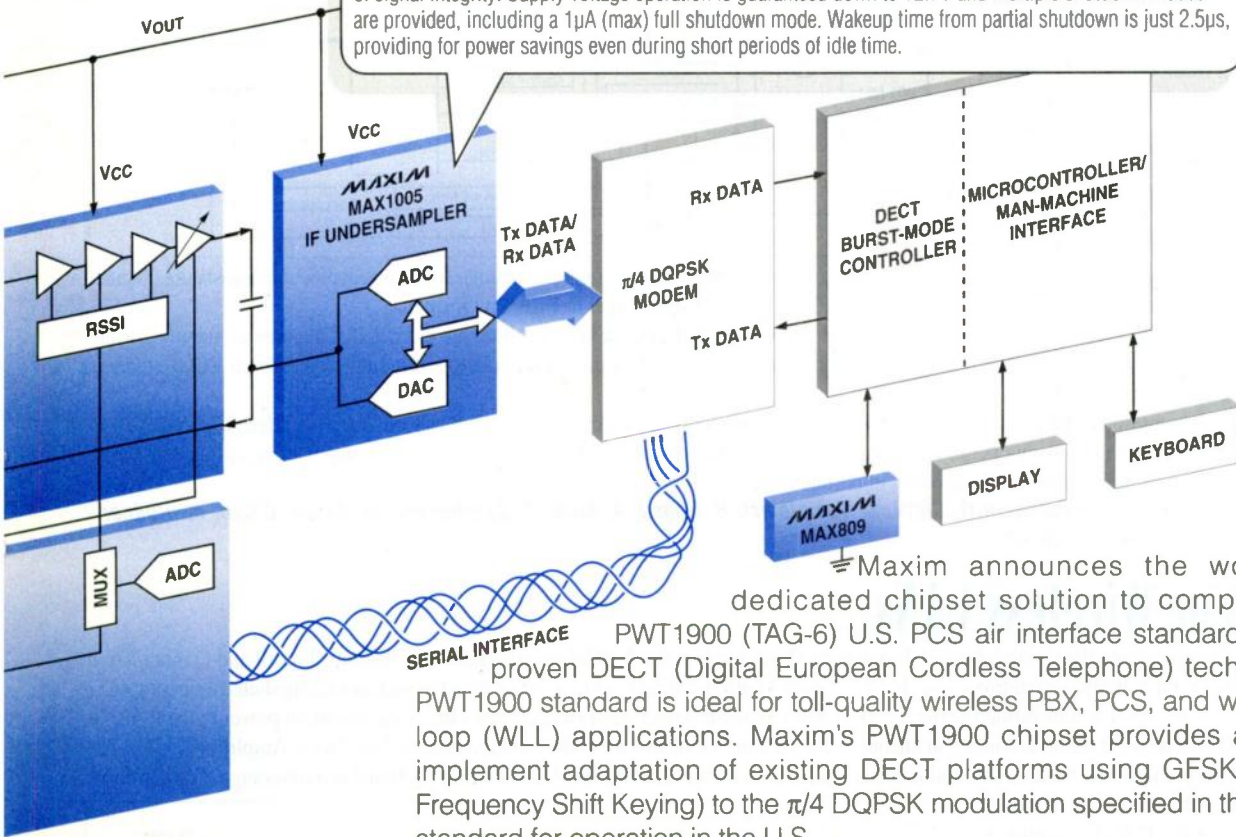 are provided, including a 1µA (max) full shutdown mode. Wakeup time from partial shutdown is just 2.5µs,
providing for power savings even during short periods of idle time.
VOUT
VCC
VCC
MAXIM
MAX1005
IF UNDERSAMPLER
ADC
DAC
RSSI
Tx DATA/
Rx DATA
π/4 DQPSK
MODEM
Rx DATA
Tx DATA
DECT
BURST-MODE
CONTROLLER
MICROCONTROLLER/
MAN-MACHINE
INTERFACE
MAXIM
MAX809
DISPLAY
KEYBOARD
MUX
ADC
SERIAL INTERFACE
Maxim announces the
dedicated chipset solution to
PWT1900 (TAG-6) U.S. PCS air interface standard
proven DECT (Digital European Cordless Telephone)
PWT1900 standard is ideal for toll-quality wireless PBX, PCS, and
loop (WLL) applications. Maxim's PWT1900 chipset provides
implement adaptation of existing DECT platforms using GFSK
Frequency Shift Keying) to the π/4 DQPSK modulation specified in
standard for operation in the U.S.